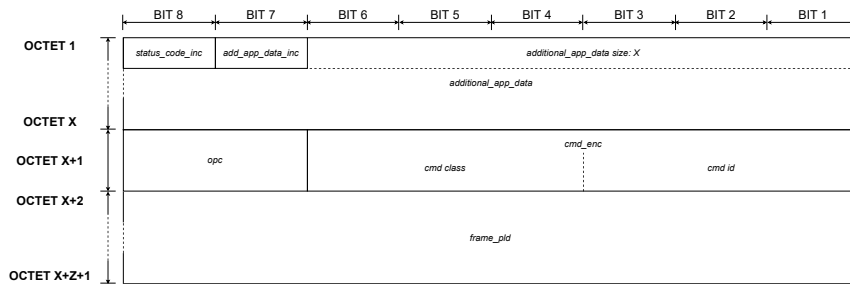 BIT 8 BIT 7 BIT 6 BIT 5 BIT 4 BIT 3 BIT 2 BIT 1
OCTET 1
status_code_inc add_app_data_inc additional_app_data size: X
additional_app_data
OCTET X
cmd_enc
OCTET X+1 opc
cmd class cmd id
OCTET X+2
frame_pld
OCTET X+Z+1